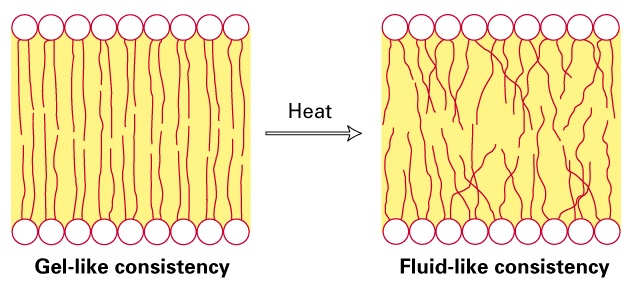 Heat
Gel-like consistency
Fluid-like consistency